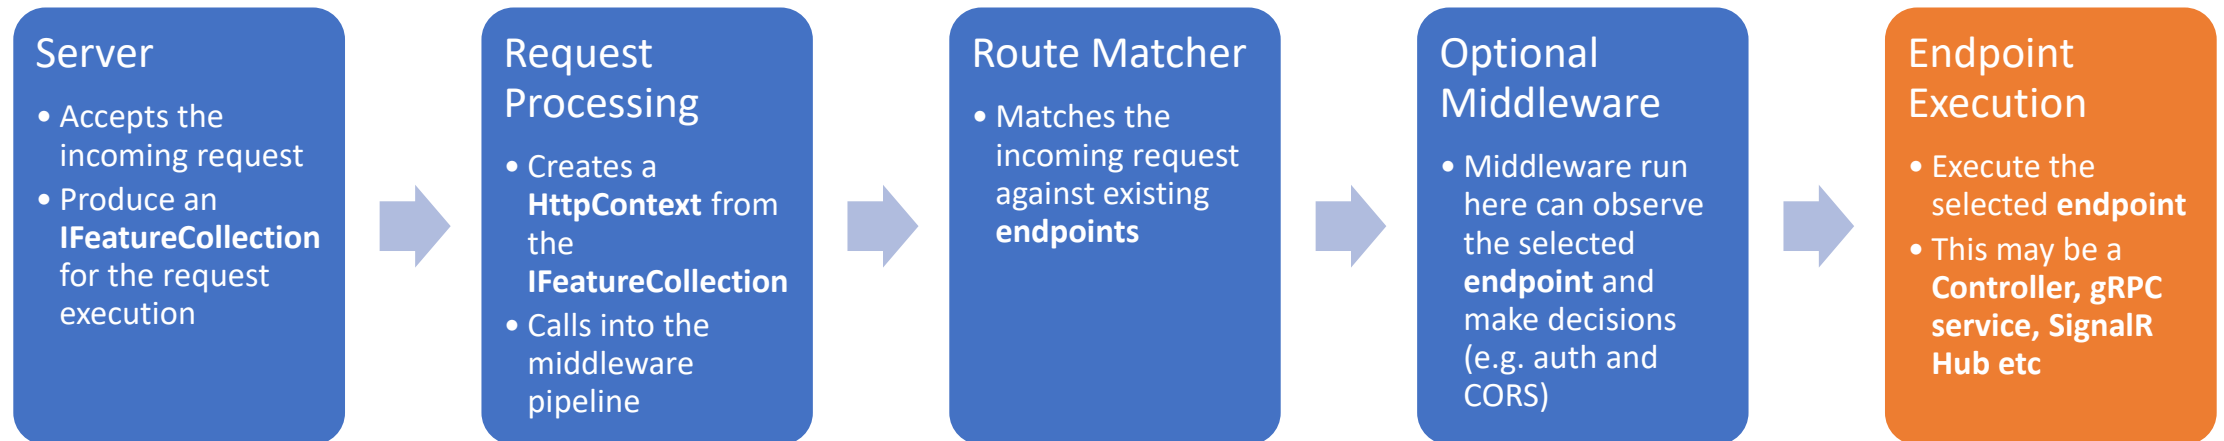 Server
• Accepts the
incoming request
• Produce an
IFeatureCollection
for the request
execution
Request
Processing
• Creates a
HttpContext from
the
IFeatureCollection
• Calls into the
middleware
pipeline
Route Matcher
• Matches the
incoming request
against existing
endpoints
Optional
Middleware
• Middleware run
here can observe
the selected
endpoint and
make decisions
(e.g. auth and
CORS)
Endpoint
Execution
• Execute the
selected endpoint
• This may be a
Controller, gRPC
service, SignalR
Hub etc